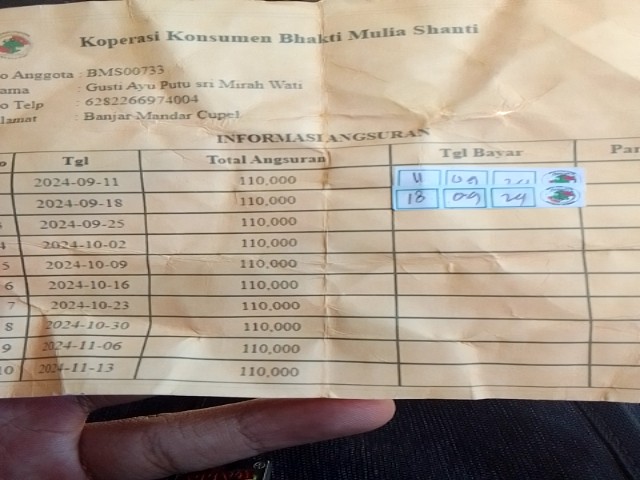 Koperasi Konsumen Bhakti Mulia Shanti
o Anggota : BMS00733
ama : Gusti Ayu Putu sri Mirah Wati
o Telp : 6282266974004
lamat : Banjar Mandar Cupel
INFORMASI ANGSURAN
o Tgl Total Angsuran Tgl Bayar Par
2024-09-11 110,000 11 09
2024-09-18 110,000 18 09 24
3 2024-09-25 110,000
4 2024-10-02 110,000
5 2024-10-09 110,000
6 2024-10-16 110,000
7 2024-10-23 110,000
8 2024-10-30 110,000
9 2024-11-06 110,000
10 2024-11-13 110,000